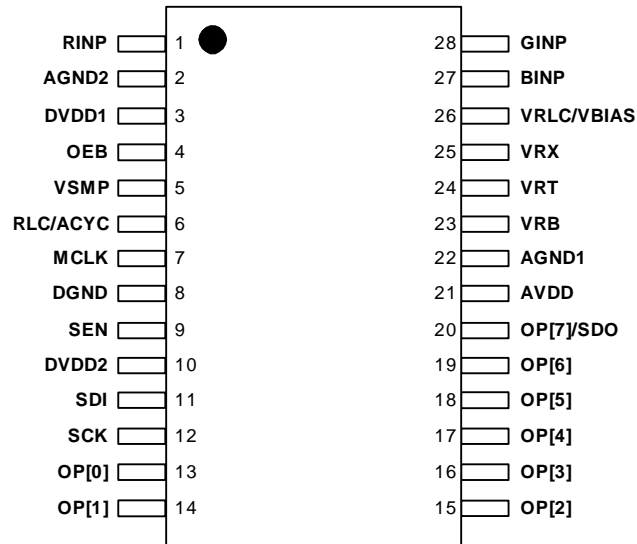 RINP 1 28 GINP
AGND2 2 27 BINP
DVDD1 3 26 VRLC/VBIAS
OEB 4 25 VRX
VSMP 5 24 VRT
RLC/ACYC 6 23 VRB
MCLK 7 22 AGND1
DGND 8 21 AVDD
SEN 9 20 OP[7]/SDO
DVDD2 10 19 OP[6]
SDI 11 18 OP[5]
SCK 12 17 OP[4]
OP[0] 13 16 OP[3]
OP[1] 14 15 OP[2]